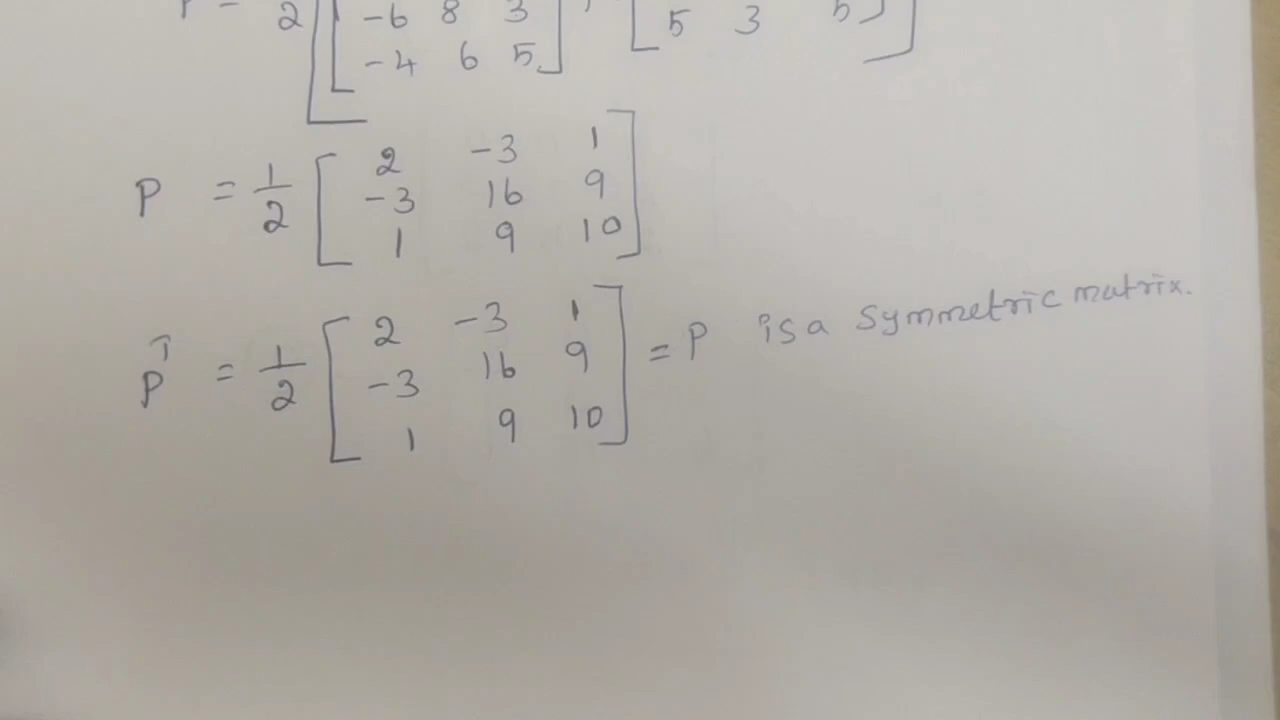 P = 2 [ [ -6 8 3 ] , [ 5 3 5 ] ]
-4 6 5
P = 1/2 [ 2 -3 1
-3 16 9
1 9 10 ]
P^T = 1/2 [ 2 -3 1
-3 16 9
1 9 10 ] = P is a symmetric matrix.